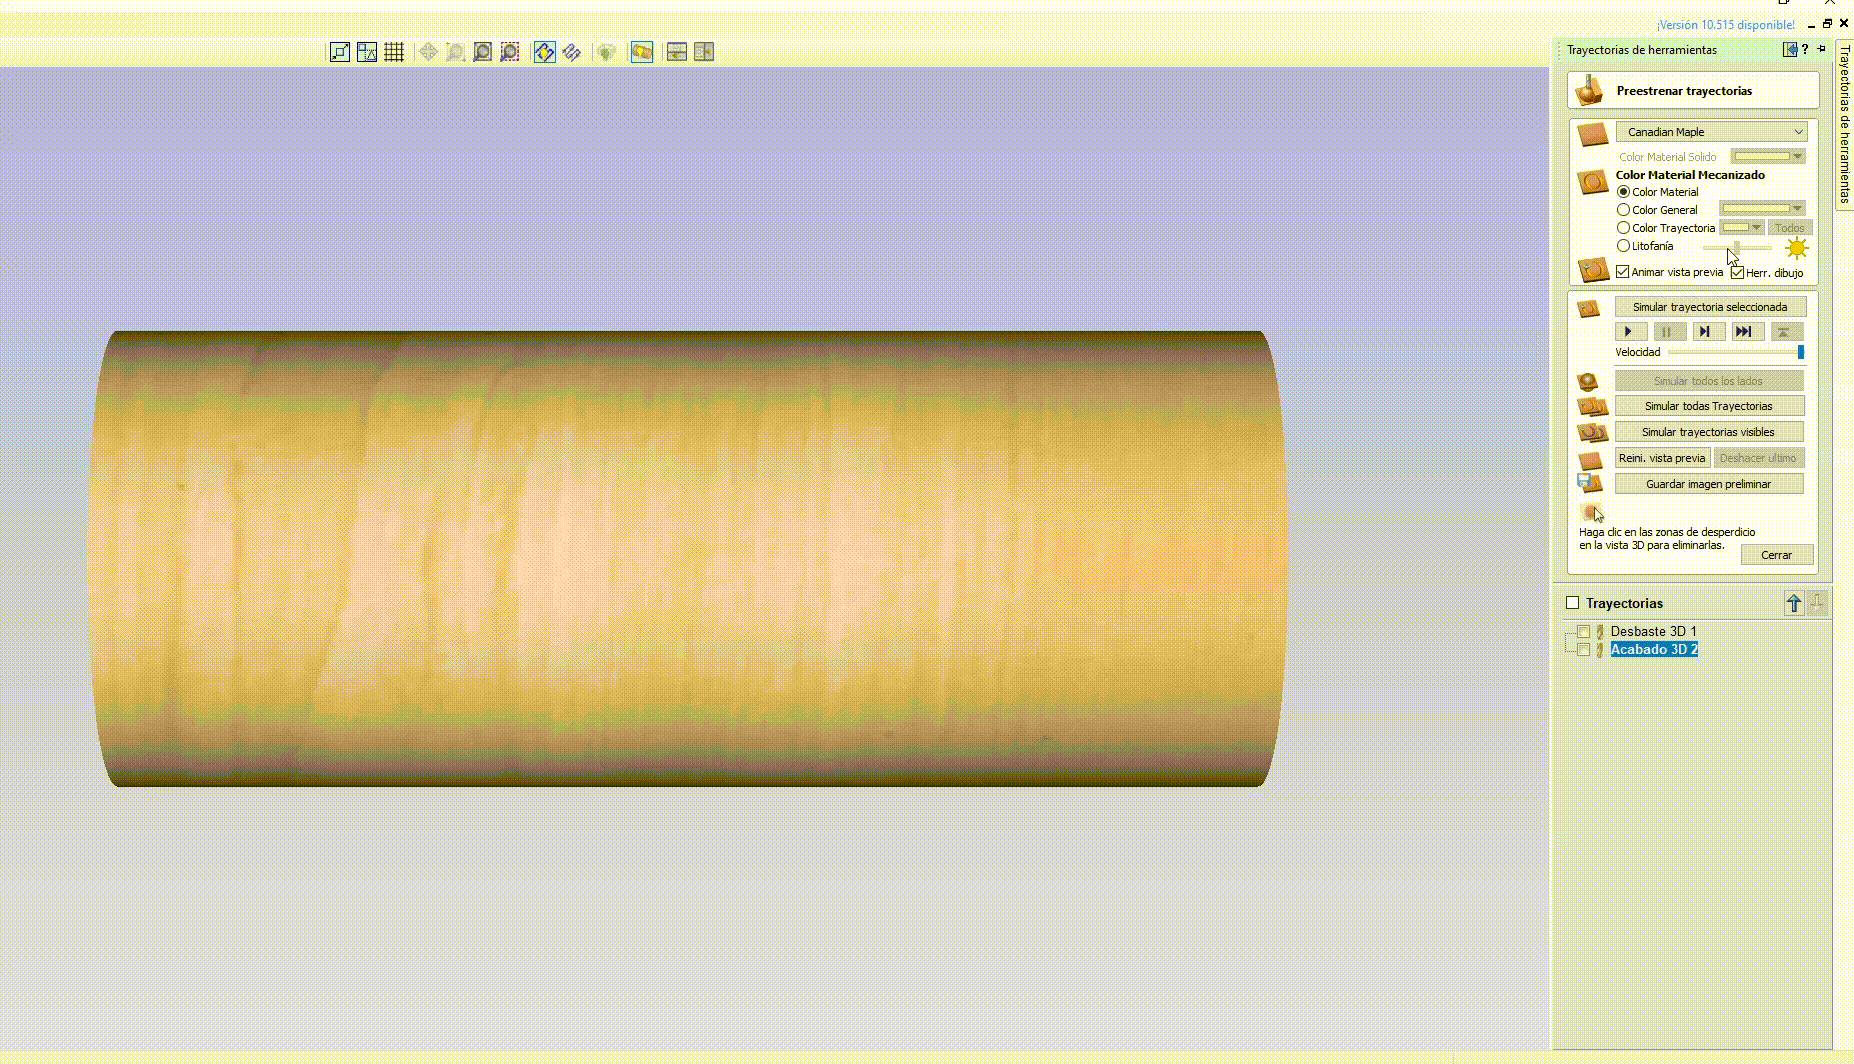 ¡Versión 10.515 disponible!
Trayectorias de herramientas
Trayectorias de herramientas
Preestrenar trayectorias
Canadian Maple
Color Material Solido
Color Material Mecanizado
Color Material
Color General
Color Trayectoria Todos
Litofanía
Animar vista previa Herr. dibujo
Simular trayectoria seleccionada
Velocidad
Simular todos los lados
Simular todas Trayectorias
Simular trayectorias visibles
Reini. vista previa Deshacer ultimo
Guardar imagen preliminar
Haga clic en las zonas de desperdicio
en la vista 3D para eliminarlas.
Cerrar
Trayectorias
Desbaste 3D 1
Acabado 3D 2